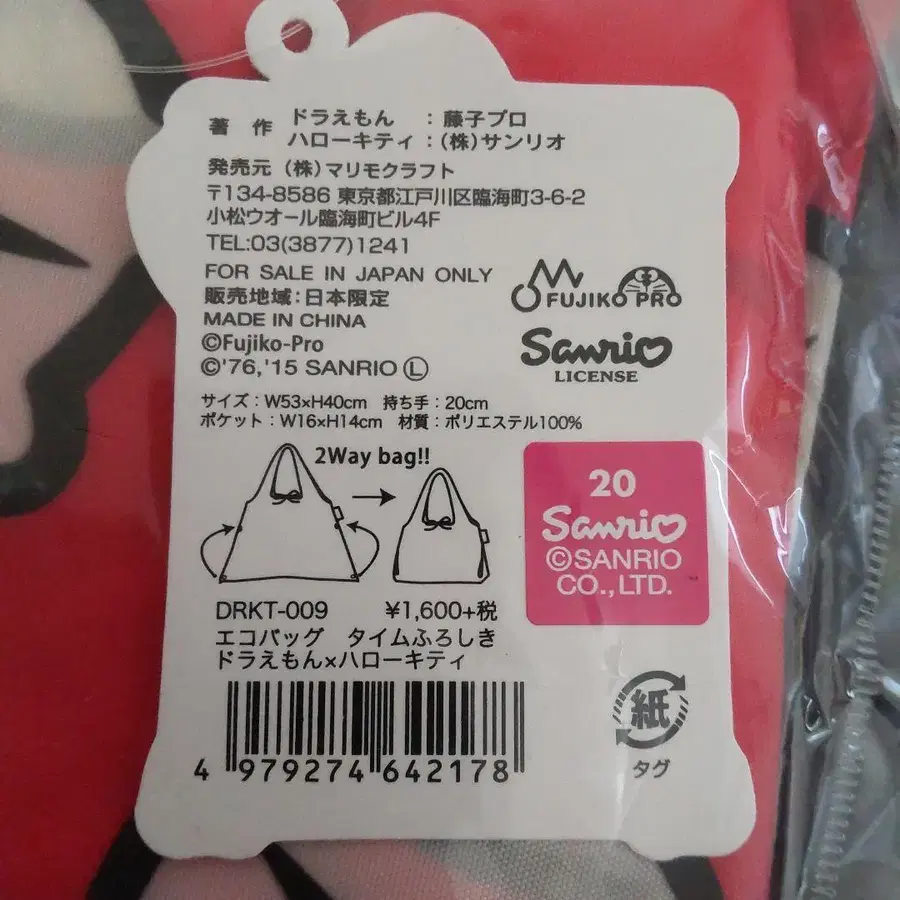 著作 ドラえもん : 藤子プロ
ハローキティ : (株)サンリオ
発売元 (株)マリモクラフト
〒134-8586 東京都江戸川区臨海町3-6-2
小松ウオール臨海町ビル4F
TEL:03(3877)1241
FOR SALE IN JAPAN ONLY
販売地域:日本限定
MADE IN CHINA
©Fujiko-Pro
©'76,'15 SANRIO Ⓛ
FUJIKO PRO
Sanrio
LICENSE
サイズ:W53×H40cm 持ち手:20cm
ポケット:W16×H14cm 材質:ポリエステル100%
2Way bag!!
20
Sanrio
©SANRIO
CO.,LTD.
DRKT-009 ¥1,600+税
エコバッグ タイムふろしき
ドラえもん×ハローキティ
4 979274 642178
紙
タグ